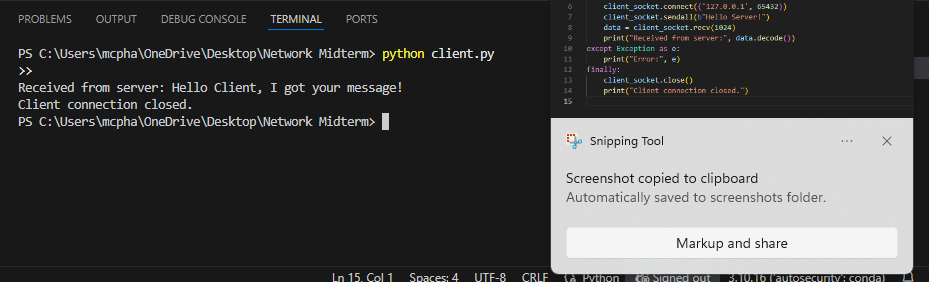 PROBLEMS OUTPUT DEBUG CONSOLE TERMINAL PORTS
PS C:\Users\mcpha\OneDrive\Desktop\Network Midterm> python client.py
>>
Received from server: Hello Client, I got your message!
Client connection closed.
PS C:\Users\mcpha\OneDrive\Desktop\Network Midterm>
6 client_socket.connect(('127.0.0.1', 65432))
7 client_socket.sendall(b"Hello Server!")
8 data = client_socket.recv(1024)
9 print("Received from server:", data.decode())
10 except Exception as e:
11 print("Error:", e)
12 finally:
13 client_socket.close()
14 print("Client connection closed.")
15
Snipping Tool
Screenshot copied to clipboard
Automatically saved to screenshots folder.
Markup and share
Ln 15, Col 1 Spaces: 4 UTF-8 CRLF Python Signed out 3.10.16 ('autosecurity': conda)